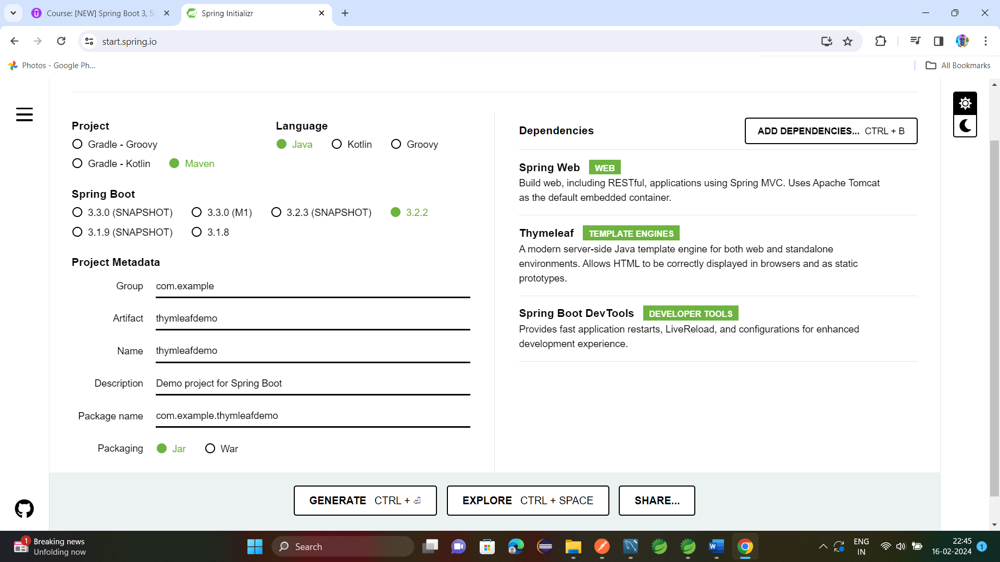 Course: [NEW] Spring Boot 3, S
Spring Initializr
start.spring.io
Photos - Google Ph...
All Bookmarks
Project
Gradle - Groovy
Gradle - Kotlin
Maven
Language
Java
Kotlin
Groovy
Spring Boot
3.3.0 (SNAPSHOT)
3.3.0 (M1)
3.2.3 (SNAPSHOT)
3.2.2
3.1.9 (SNAPSHOT)
3.1.8
Project Metadata
Group com.example
Artifact thymleafdemo
Name thymleafdemo
Description Demo project for Spring Boot
Package name com.example.thymleafdemo
Packaging Jar War
Dependencies
ADD DEPENDENCIES... CTRL + B
Spring Web WEB
Build web, including RESTful, applications using Spring MVC. Uses Apache Tomcat
as the default embedded container.
Thymeleaf TEMPLATE ENGINES
A modern server-side Java template engine for both web and standalone
environments. Allows HTML to be correctly displayed in browsers and as static
prototypes.
Spring Boot DevTools DEVELOPER TOOLS
Provides fast application restarts, LiveReload, and configurations for enhanced
development experience.
GENERATE CTRL + ⏎
EXPLORE CTRL + SPACE
SHARE...
1
Breaking news
Unfolding now
Search
W
ENG
IN
22:45
16-02-2024
1